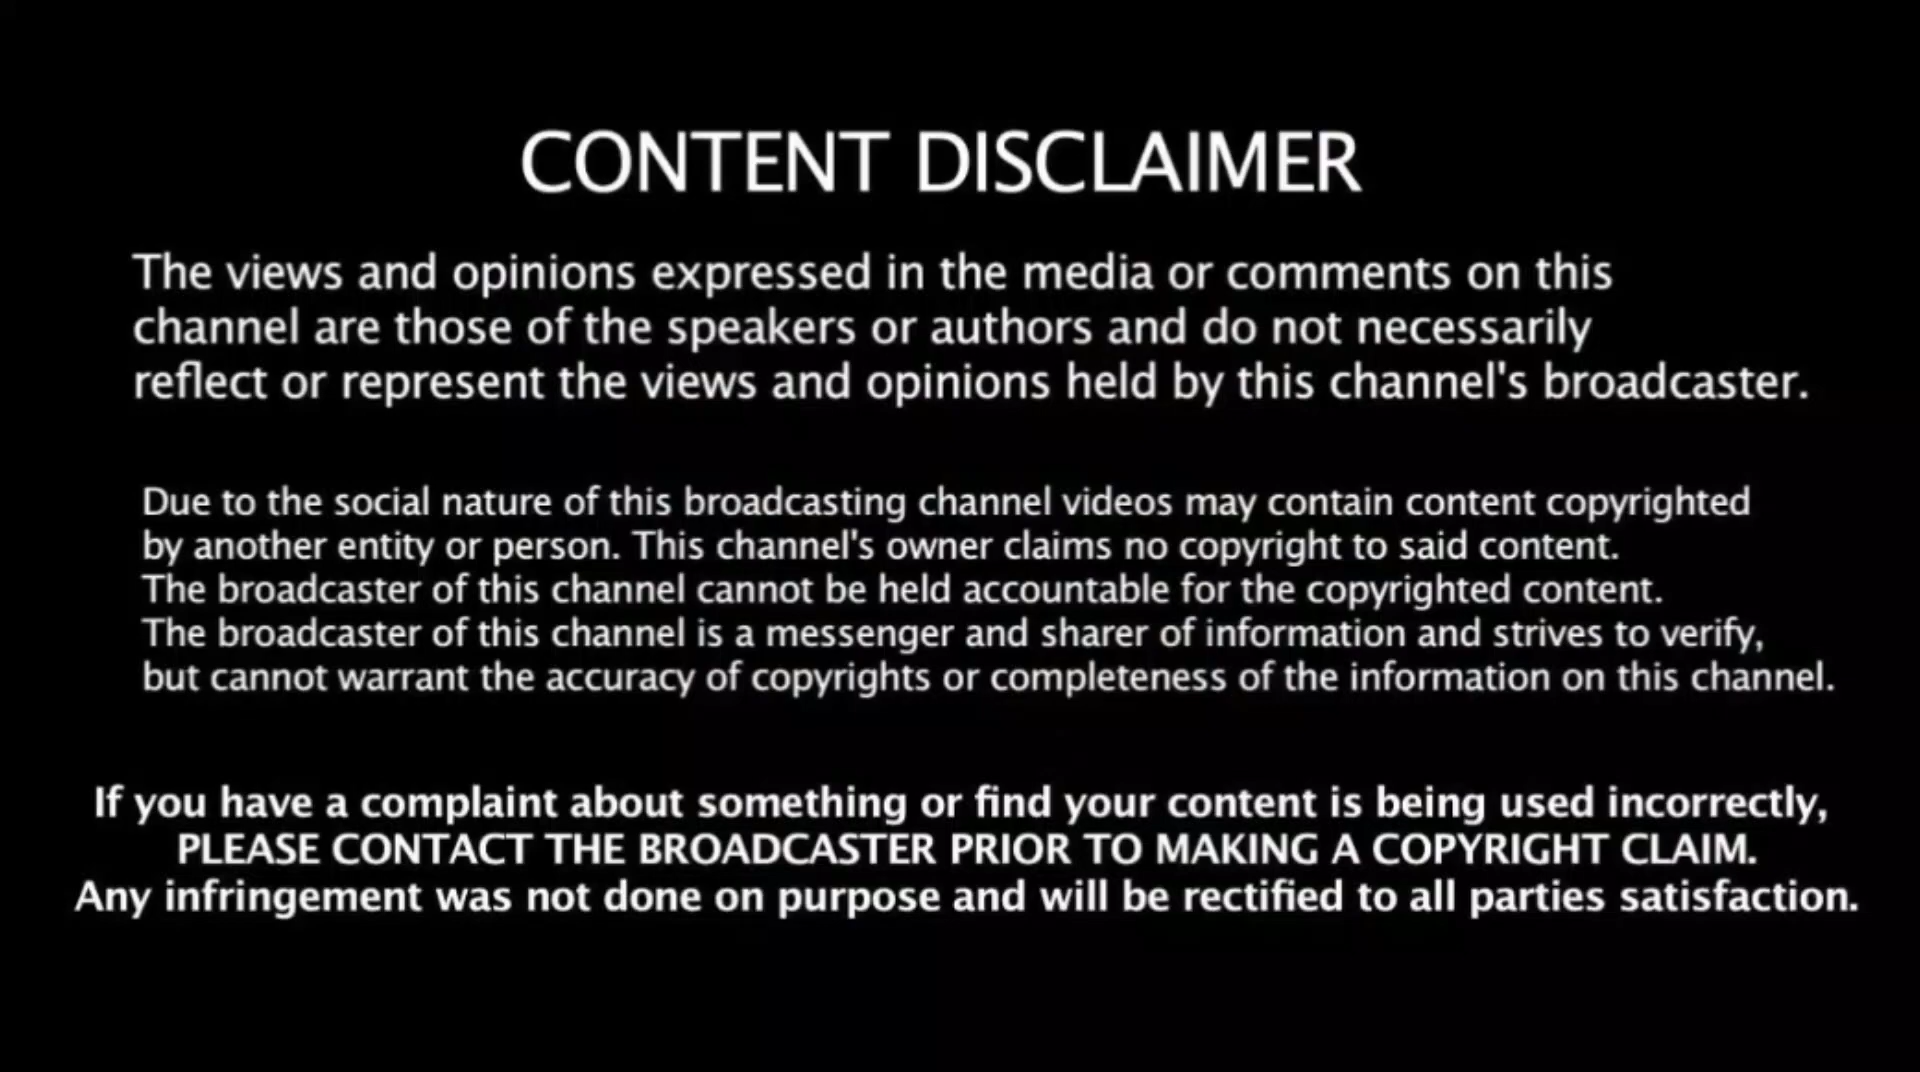 CONTENT DISCLAIMER
The views and opinions expressed in the media or comments on this
channel are those of the speakers or authors and do not necessarily
reflect or represent the views and opinions held by this channel's broadcaster.
Due to the social nature of this broadcasting channel videos may contain content copyrighted
by another entity or person. This channel's owner claims no copyright to said content.
The broadcaster of this channel cannot be held accountable for the copyrighted content.
The broadcaster of this channel is a messenger and sharer of information and strives to verify,
but cannot warrant the accuracy of copyrights or completeness of the information on this channel.
If you have a complaint about something or find your content is being used incorrectly,
PLEASE CONTACT THE BROADCASTER PRIOR TO MAKING A COPYRIGHT CLAIM.
Any infringement was not done on purpose and will be rectified to all parties satisfaction.